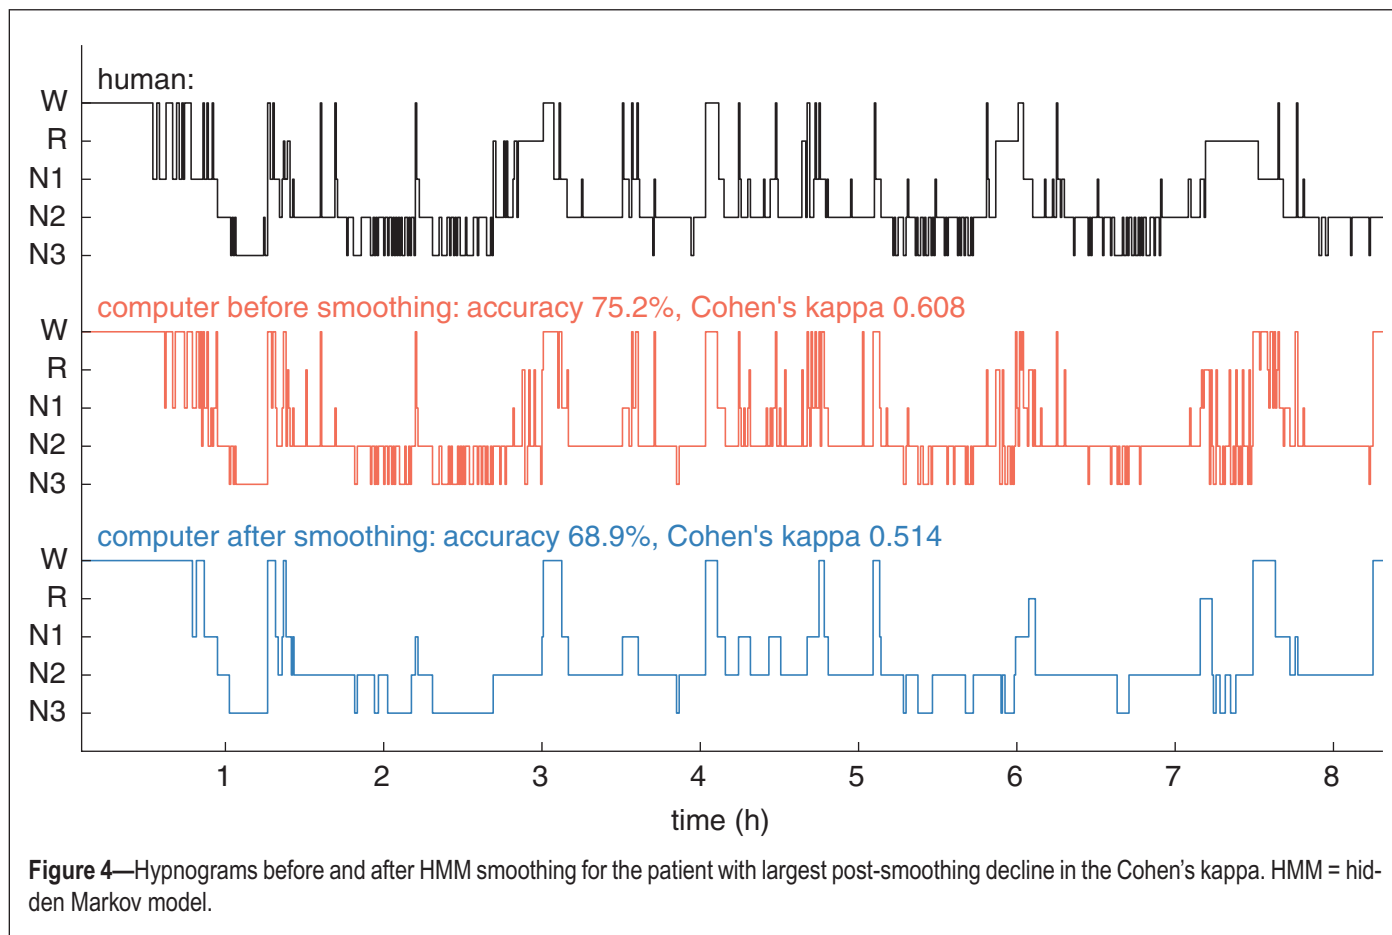 human:
W
R
N1
N2
N3
computer before smoothing: accuracy 75.2%, Cohen's kappa 0.608
W
R
N1
N2
N3
computer after smoothing: accuracy 68.9%, Cohen's kappa 0.514
W
R
N1
N2
N3
1 2 3 4 5 6 7 8
time (h)
Figure 4—Hypnograms before and after HMM smoothing for the patient with largest post-smoothing decline in the Cohen’s kappa. HMM = hid-
den Markov model.